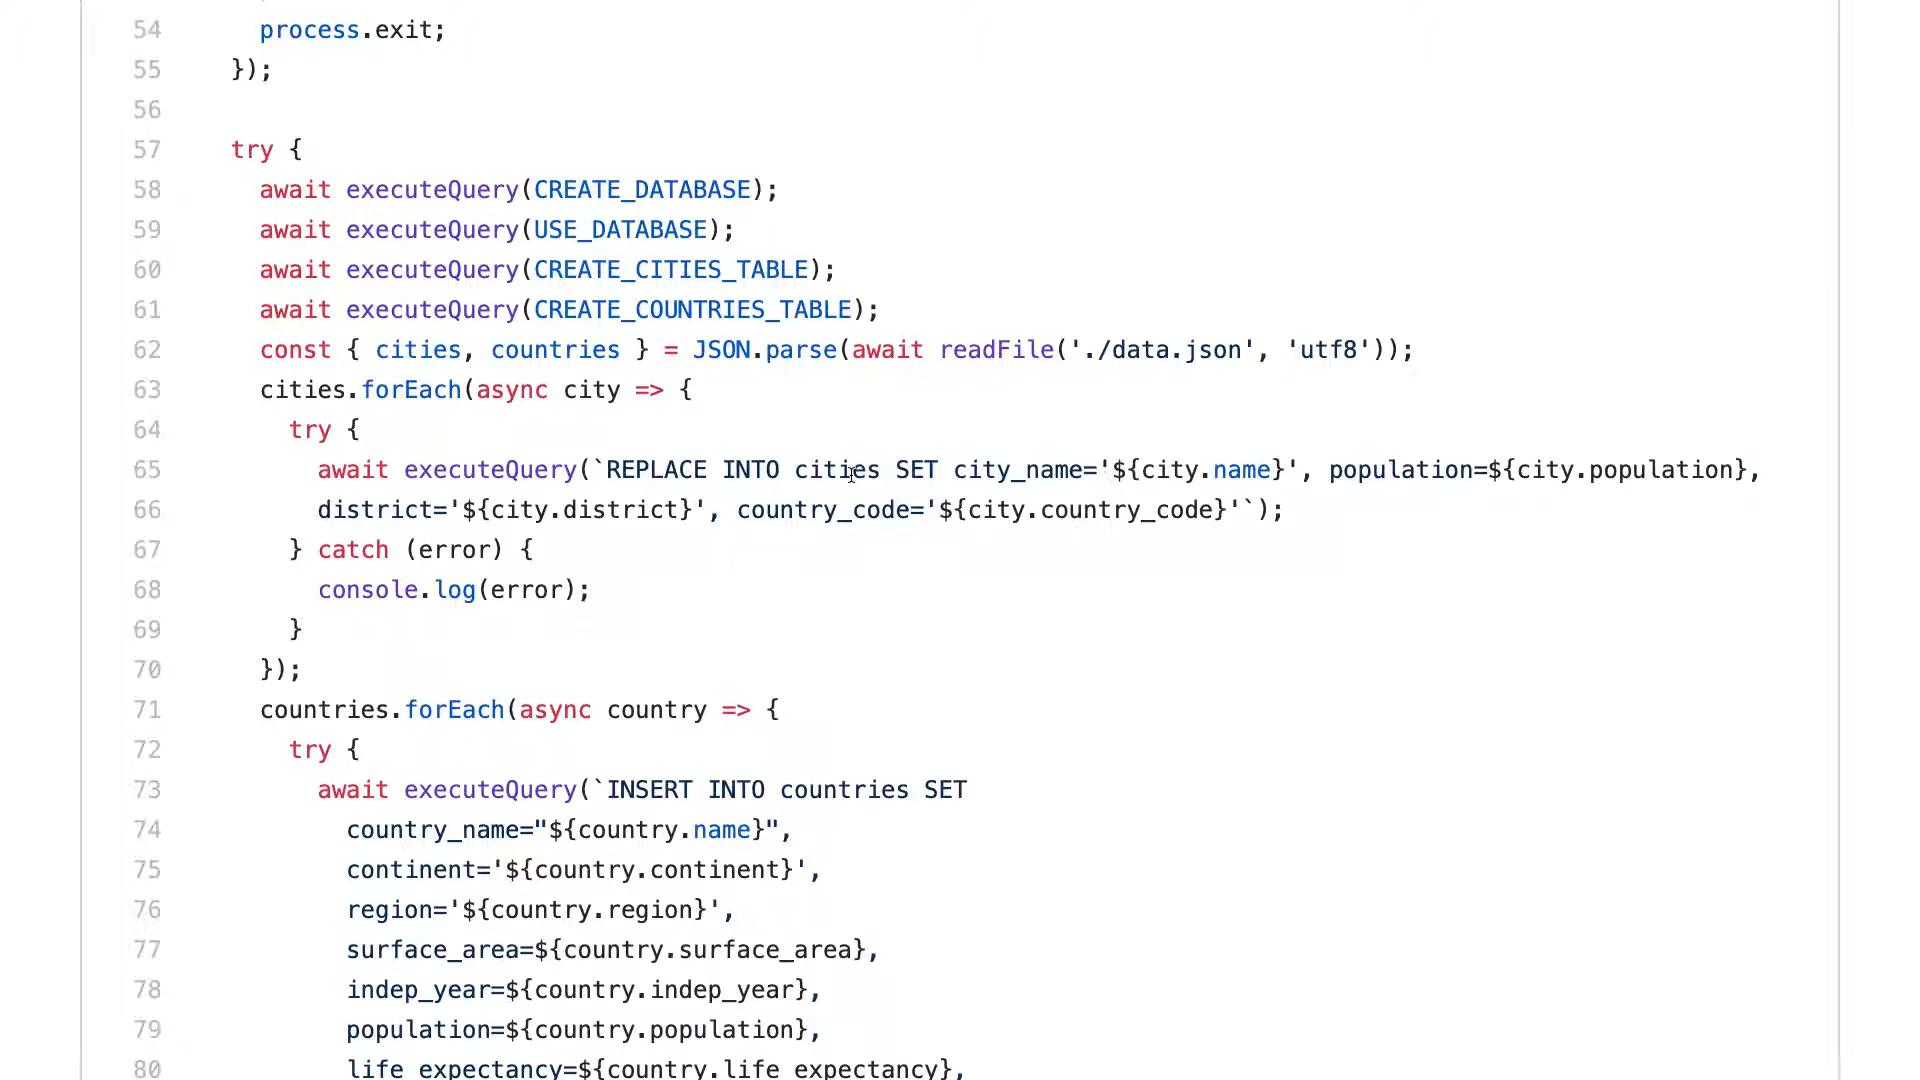 54 process.exit;
55 });
56
57 try {
58 await executeQuery(CREATE_DATABASE);
59 await executeQuery(USE_DATABASE);
60 await executeQuery(CREATE_CITIES_TABLE);
61 await executeQuery(CREATE_COUNTRIES_TABLE);
62 const { cities, countries } = JSON.parse(await readFile('./data.json', 'utf8'));
63 cities.forEach(async city => {
64 try {
65 await executeQuery(`REPLACE INTO cities SET city_name='${city.name}', population=${city.population},
66 district='${city.district}', country_code='${city.country_code}'`);
67 } catch (error) {
68 console.log(error);
69 }
70 });
71 countries.forEach(async country => {
72 try {
73 await executeQuery(`INSERT INTO countries SET
74 country_name="${country.name}",
75 continent='${country.continent}',
76 region='${country.region}',
77 surface_area=${country.surface_area},
78 indep_year=${country.indep_year},
79 population=${country.population},
80 life_expectancy=${country.life_expectancy},